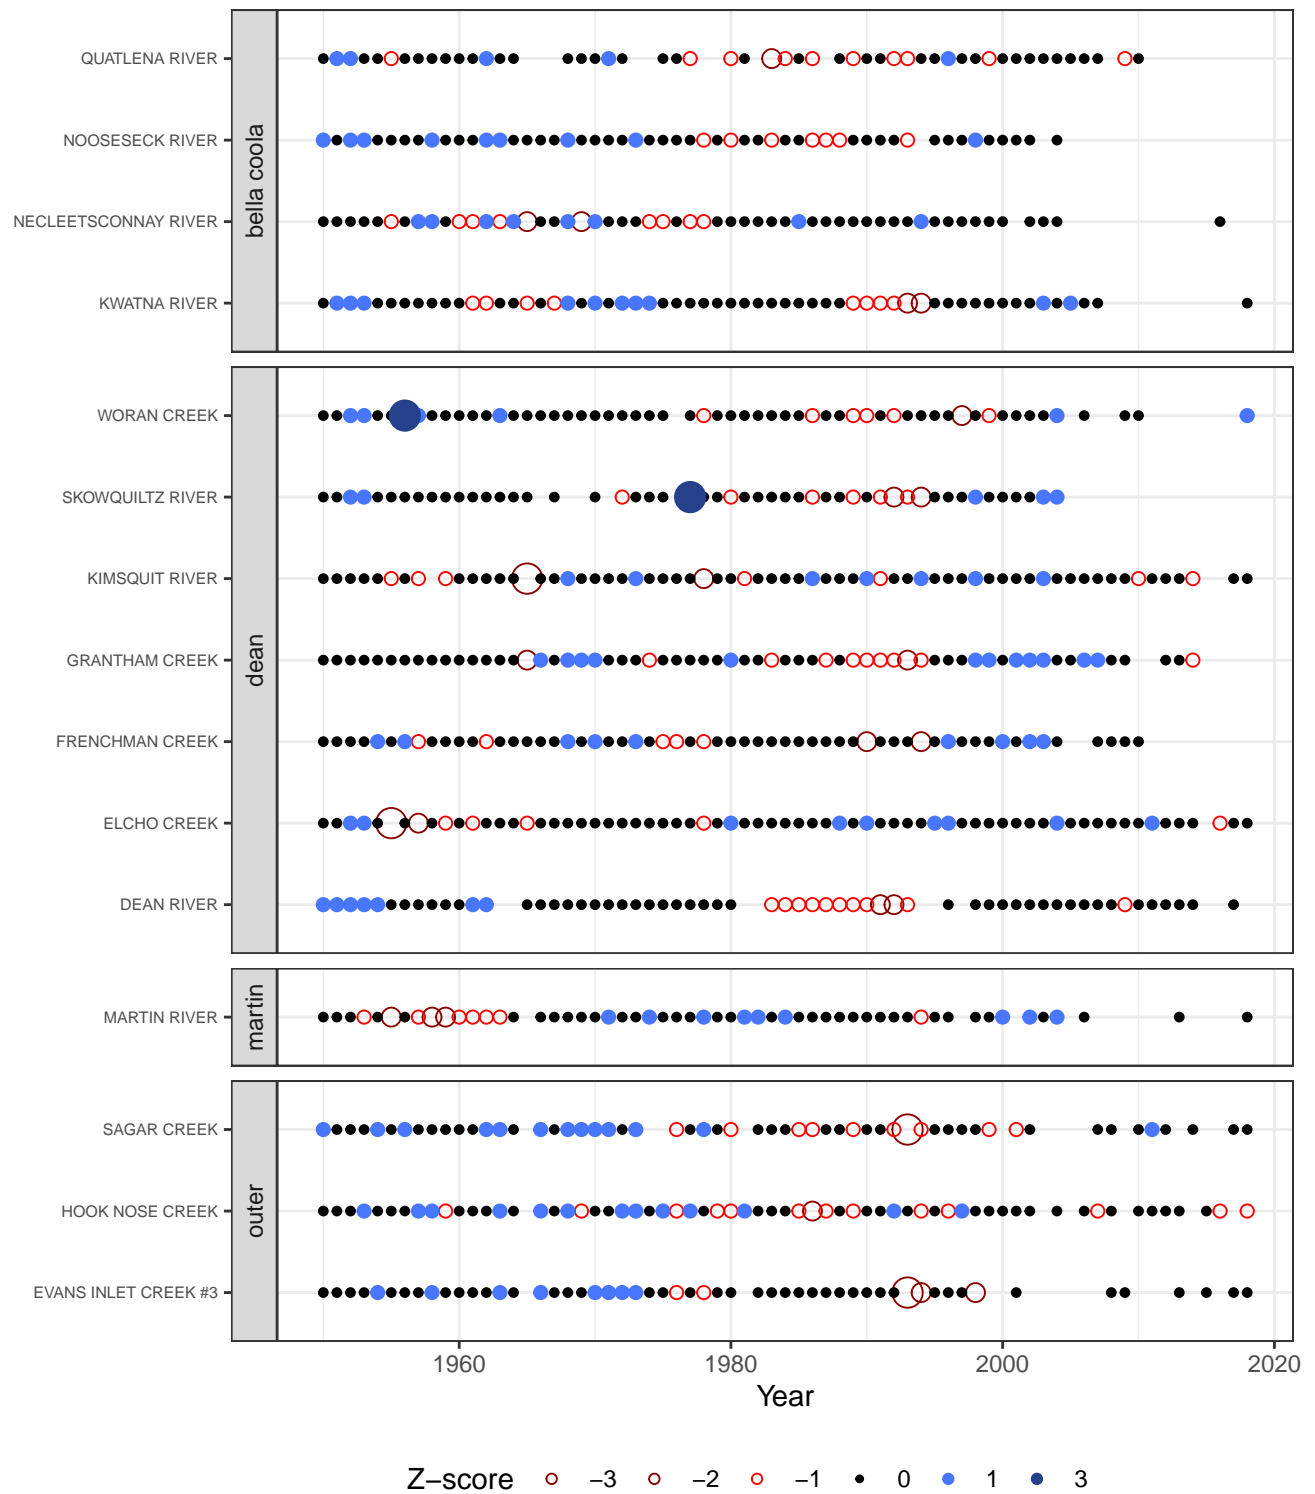 bella coola
QUATLENA RIVER
NOOSESECK RIVER
NECLEETSCONNAY RIVER
KWATNA RIVER
dean
WORAN CREEK
SKOWQUILTZ RIVER
KIMSQUIT RIVER
GRANTHAM CREEK
FRENCHMAN CREEK
ELCHO CREEK
DEAN RIVER
martin
MARTIN RIVER
outer
SAGAR CREEK
HOOK NOSE CREEK
EVANS INLET CREEK #3
1960 1980 2000 2020
Year
Z−score −3 −2 −1 0 1 3